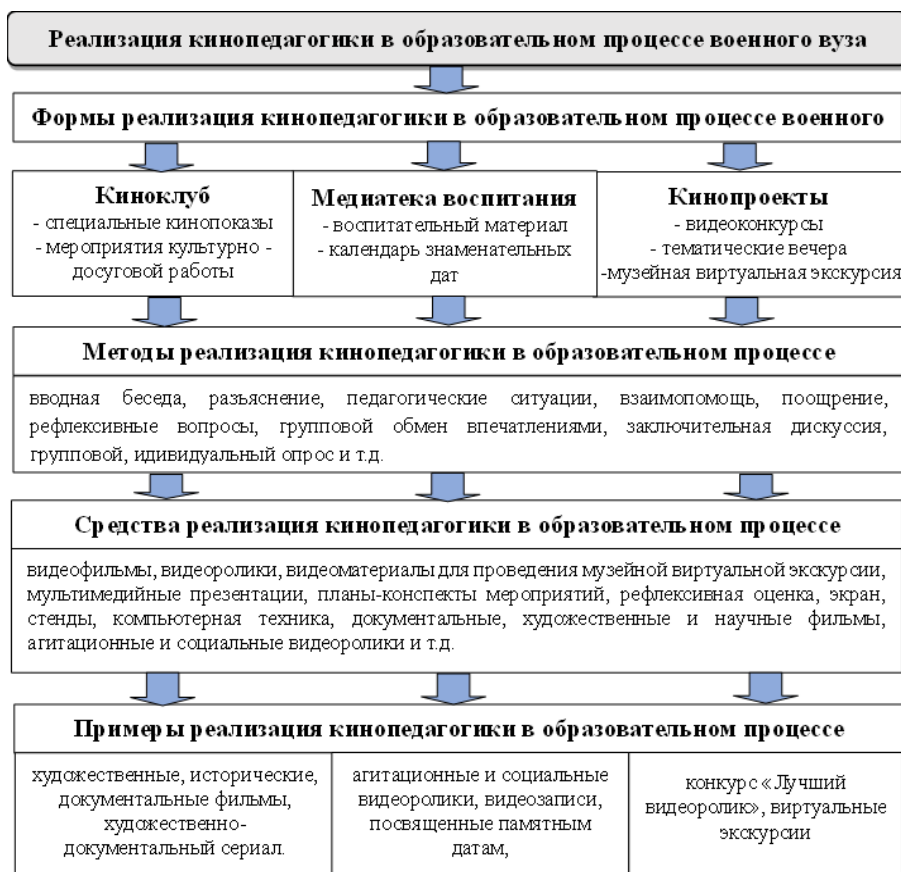 Реализация кинопедагогики в образовательном процессе военного вуза
Формы реализация кинопедагогики в образовательном процессе военного
Киноклуб
- специальные кинопоказы
- мероприятия культурно -
досуговой работы
Медиатека воспитания
- воспитательный материал
- календарь знаменательных
дат
Кинопроекты
- видеоконкурсы
- тематические вечера
-музейная виртуальная экскурсия
Методы реализация кинопедагогики в образовательном процессе
вводная беседа, разъяснение, педагогические ситуации, взаимопомощь, поощрение,
рефлексивные вопросы, групповой обмен впечатлениями, заключительная дискуссия,
групповой, идивидуальный опрос и т.д.
Средства реализация кинопедагогики в образовательном процессе
видеофильмы, видеоролики, видеоматериалы для проведения музейной виртуальной экскурсии,
мультимедийные презентации, планы-конспекты мероприятий, рефлексивная оценка, экран,
стенды, компьютерная техника, документальные, художественные и научные фильмы,
агитационные и социальные видеоролики и т.д.
Примеры реализация кинопедагогики в образовательном процессе
художественные, исторические,
документальные фильмы,
художественно-
документальный сериал.
агитационные и социальные
видеоролики, видеозаписи,
посвященные памятным
датам,
конкурс «Лучший
видеоролик», виртуальные
экскурсии